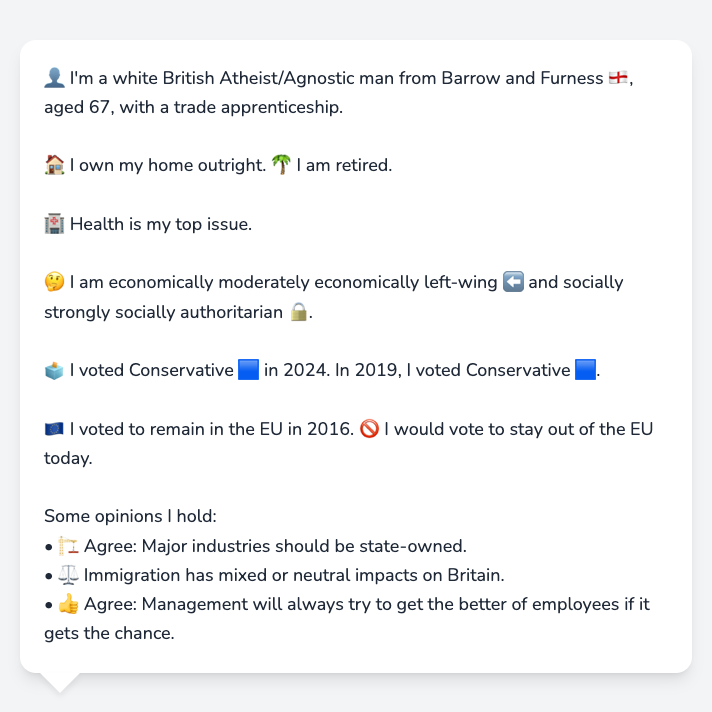 👤 I'm a white British Atheist/Agnostic man from Barrow and Furness 🏴󠁧󠁢󠁥󠁮󠁧󠁿,
aged 67, with a trade apprenticeship.
🏠 I own my home outright. 🌴 I am retired.
🏥 Health is my top issue.
🤔 I am economically moderately economically left-wing ⬅️ and socially
strongly socially authoritarian 🔒.
🗳️ I voted Conservative 🟦 in 2024. In 2019, I voted Conservative 🟦.
🇪🇺 I voted to remain in the EU in 2016. 🚫 I would vote to stay out of the EU
today.
Some opinions I hold:
• 🏗️ Agree: Major industries should be state-owned.
• ⚖️ Immigration has mixed or neutral impacts on Britain.
• 👍 Agree: Management will always try to get the better of employees if it
gets the chance.